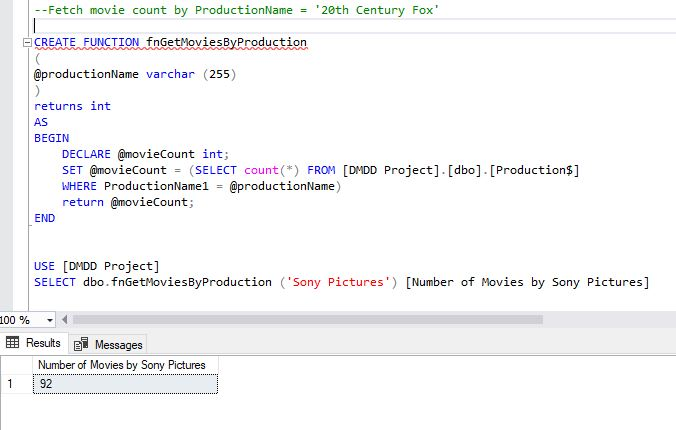 --Fetch movie count by ProductionName = '20th Century Fox'
CREATE FUNCTION fnGetMoviesByProduction
(
@productionName varchar (255)
)
returns int
AS
BEGIN
DECLARE @movieCount int;
SET @movieCount = (SELECT count(*) FROM [DMDD Project].[dbo].[Production$]
WHERE ProductionName1 = @productionName)
return @movieCount;
END
USE [DMDD Project]
SELECT dbo.fnGetMoviesByProduction ('Sony Pictures') [Number of Movies by Sony Pictures]
100 %
Results Messages
Number of Movies by Sony Pictures
1 92